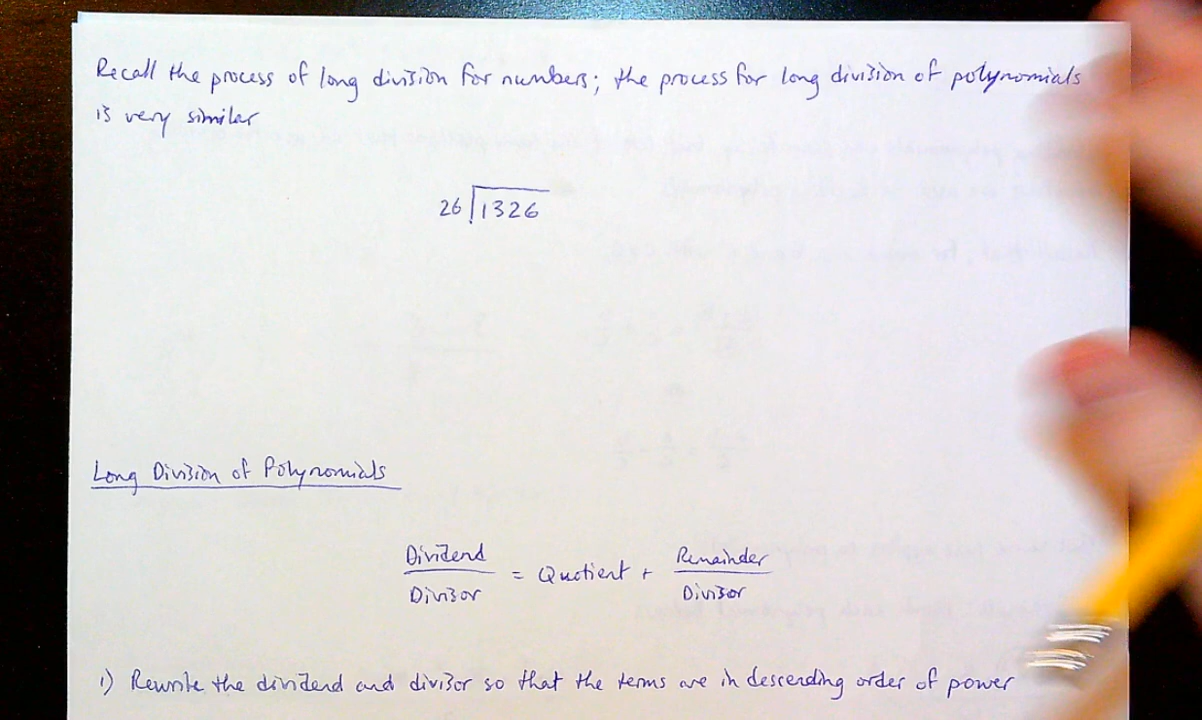 Recall the process of long division for numbers; the process for long division of polynomials
is very similar
26 1326
Long Division of Polynomials
Dividend
Divisor
= Quotient +
Remainder
Divisor
1) Rewrite the dividend and divisor so that the terms are in descending order of power